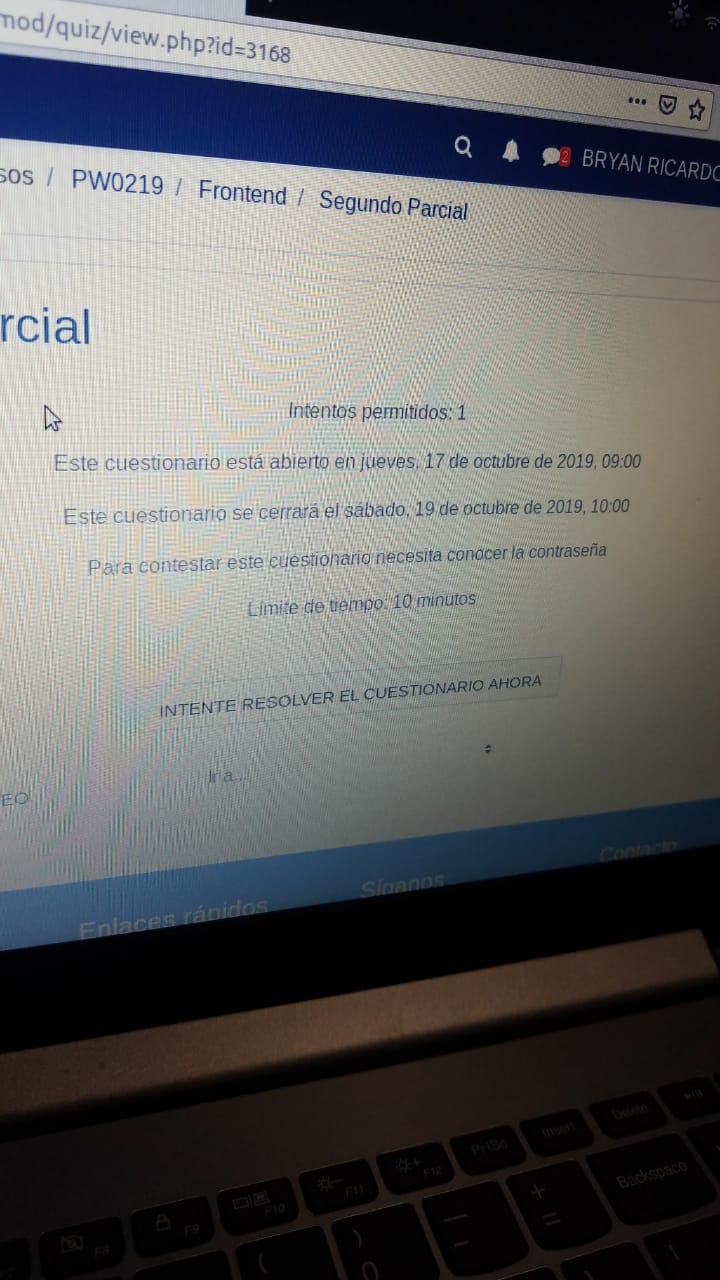 mod/quiz/view.php?id=3168
2 BRYAN RICARDO
sos / PW0219 / Frontend / Segundo Parcial
rcial
Intentos permitidos: 1
Este cuestionario está abierto en jueves, 17 de octubre de 2019, 09:00
Este cuestionario se cerrará el sábado, 19 de octubre de 2019, 10:00
Para contestar este cuestionario necesita conocer la contraseña
Límite de tiempo: 10 minutos
INTENTE RESOLVER EL CUESTIONARIO AHORA
Ir a...
EO
Enlaces rápidos Síganos Contacto
F8 F9 F10 F11 F12 PrtSc Insert Delete
( ) 0 — - + = Backspace